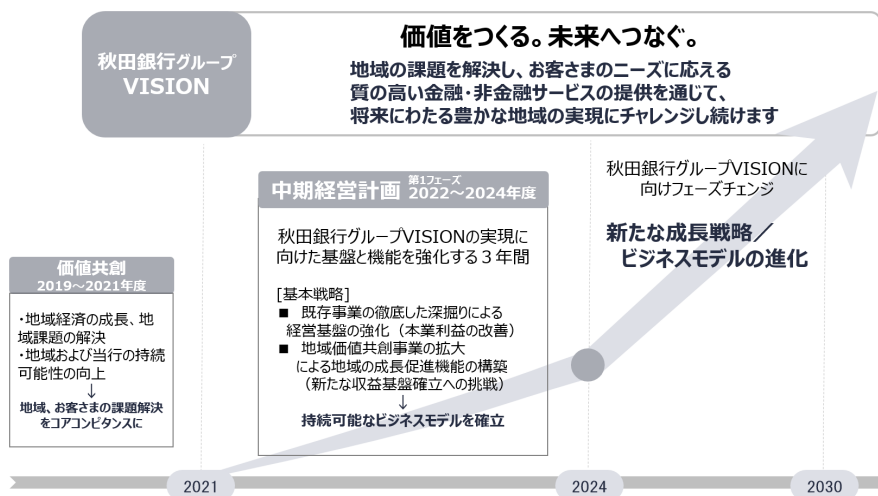 秋田銀行グループ
VISION
価値をつくる。未来へつなぐ。
地域の課題を解決し、お客さまのニーズに応える
質の高い金融・非金融サービスの提供を通じて、
将来にわたる豊かな地域の実現にチャレンジし続けます
価値共創
2019～2021年度
・地域経済の成長、地
域課題の解決
・地域および当行の持続
可能性の向上
↓
地域、お客さまの課題解決
をコアコンピタンスに
中期経営計画 第1フェーズ 2022～2024年度
秋田銀行グループVISIONの実現に
向けた基盤と機能を強化する３年間
[基本戦略]
■ 既存事業の徹底した深掘りによる
経営基盤の強化（本業利益の改善）
■ 地域価値共創事業の拡大
による地域の成長促進機能の構築
（新たな収益基盤確立への挑戦）
↓
持続可能なビジネスモデルを確立
秋田銀行グループVISIONに
向けフェーズチェンジ
新たな成長戦略／
ビジネスモデルの進化
2021
2024
2030